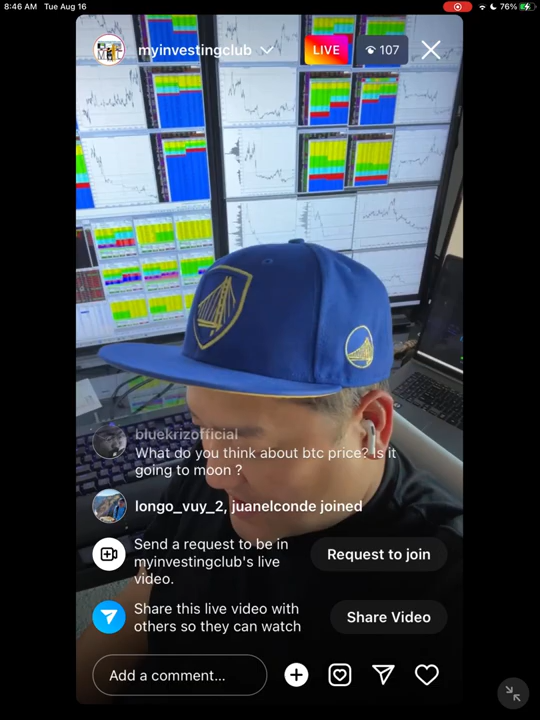 8:46 AM Tue Aug 16
76%
myinvestingclub
LIVE
107
bluekrizofficial
What do you think about btc price? Is it
going to moon ?
longo_vuy_2, juanelconde joined
Send a request to be in
myinvestingclub's live
video.
Request to join
Share this live video with
others so they can watch
Share Video
Add a comment...